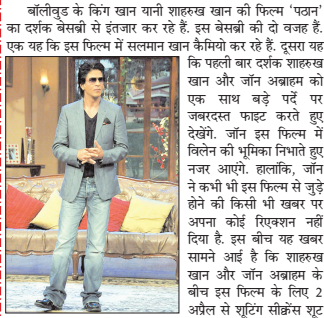 बॉलीवुड के किंग खान यानी शाहरुख खान की फिल्म 'पठान'
का दर्शक बेसब्री से इंतजार कर रहे हैं. इस बेसब्री की दो वजह हैं.
एक यह कि इस फिल्म में सलमान खान कैमियो कर रहे हैं. दूसरा यह
कि पहली बार दर्शक शाहरुख
खान और जॉन अब्राहम को
एक साथ बड़े पर्दे पर
जबरदस्त फाइट करते हुए
देखेंगे. जॉन इस फिल्म में
विलेन की भूमिका निभाते हुए
नजर आएंगे. हालांकि, जॉन
ने कभी भी इस फिल्म से जुड़े
होने की किसी भी खबर पर
अपना कोई रिएक्शन नहीं
दिया है. इस बीच यह खबर
सामने आई है कि शाहरुख
खान और जॉन अब्राहम के
बीच इस फिल्म के लिए 2
अप्रैल से शूटिंग सीक्वेंस शूट